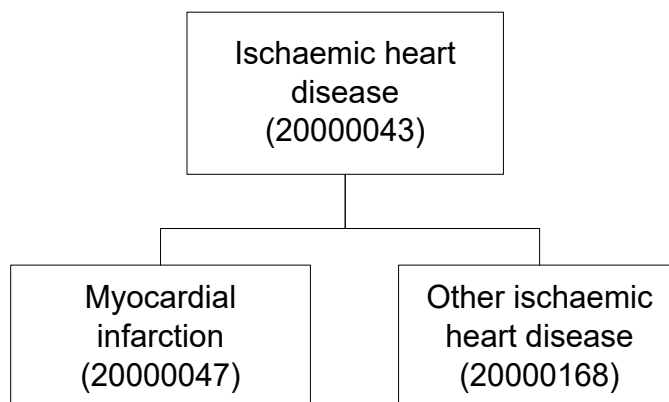 Ischaemic heart
disease
(20000043)
Myocardial
infarction
(20000047)
Other ischaemic
heart disease
(20000168)